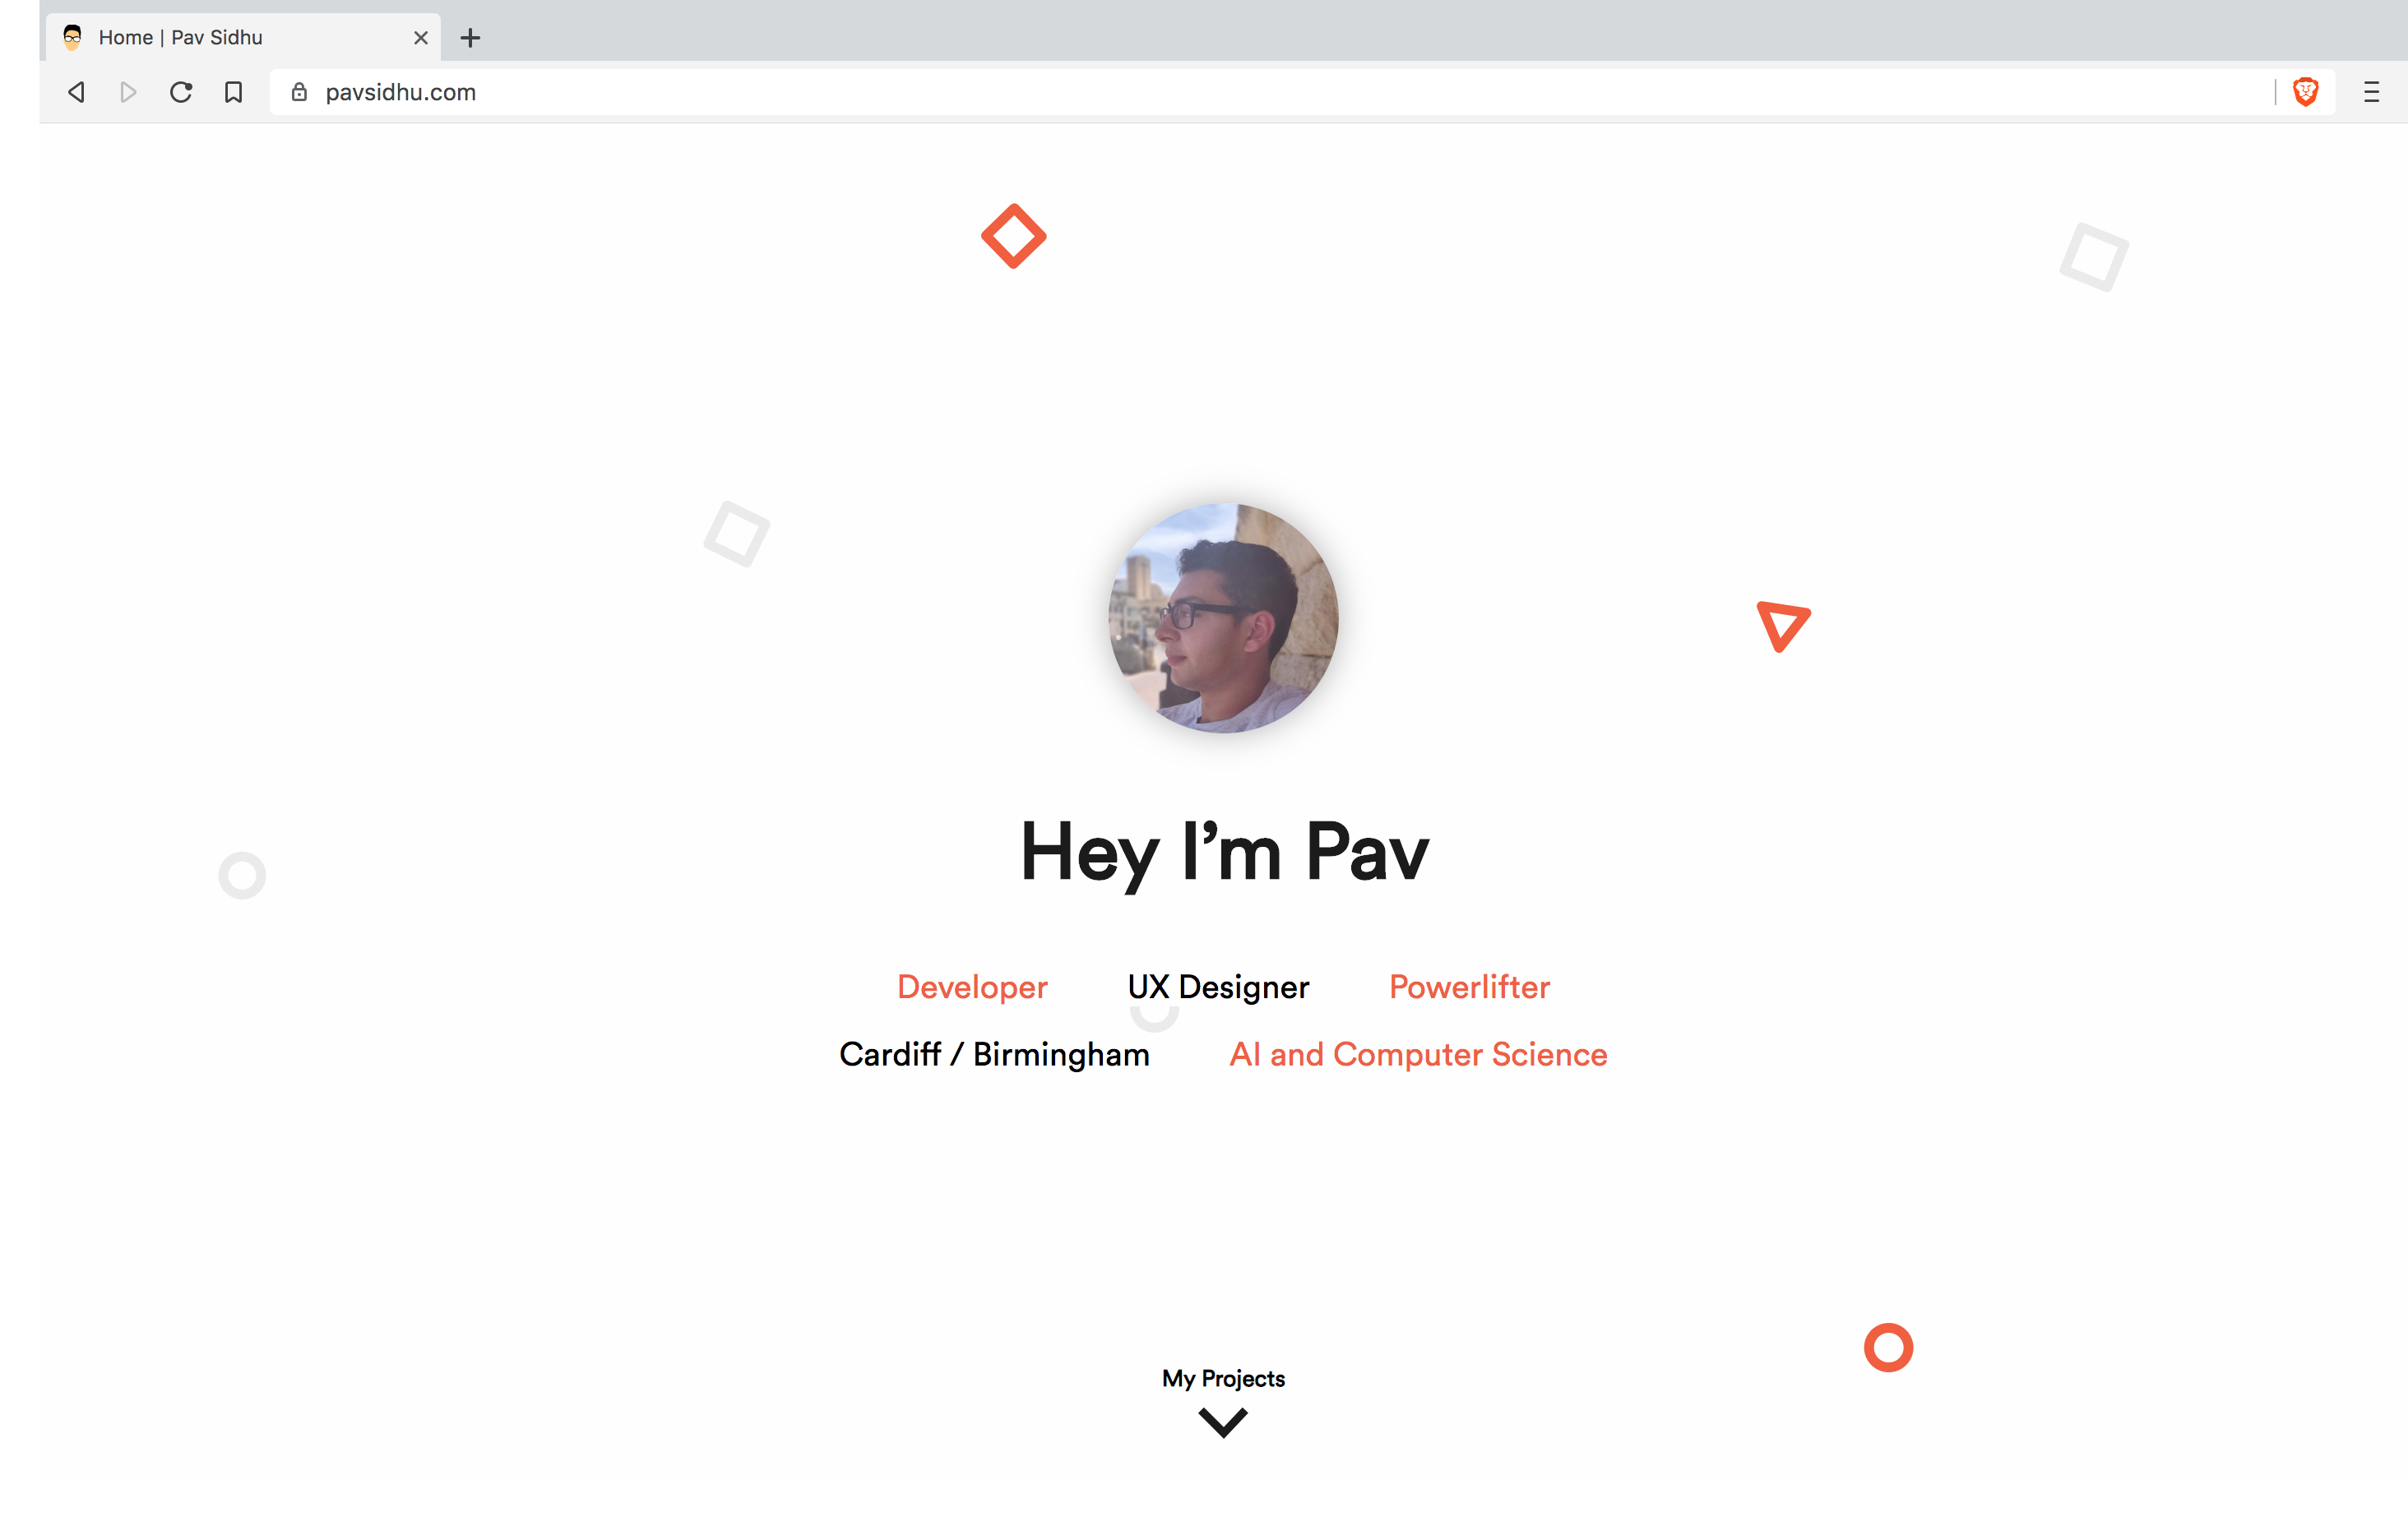 Home | Pav Sidhu
pavsidhu.com
Hey I’m Pav
Developer UX Designer Powerlifter
Cardiff / Birmingham AI and Computer Science
My Projects